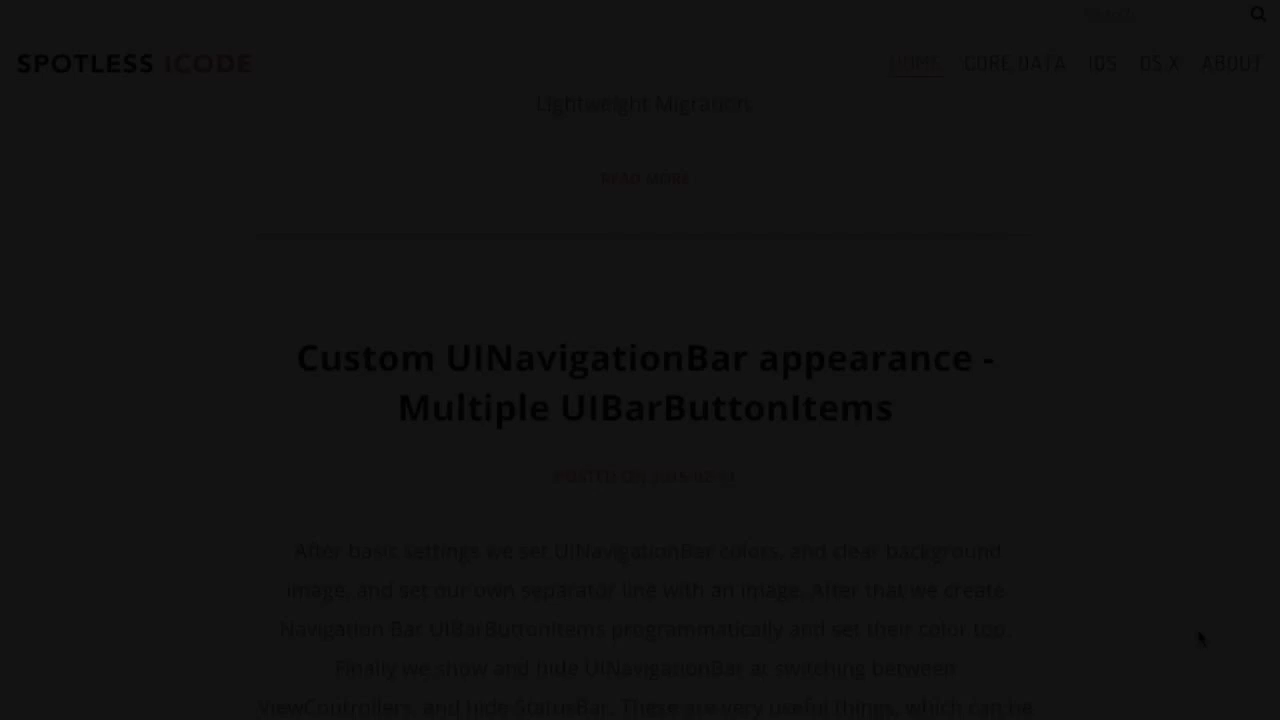 Search
SPOTLESS ICODE
HOME CORE DATA IOS OS X ABOUT
Lightweight Migration
READ MORE
Custom UINavigationBar appearance -
Multiple UIBarButtonItems
POSTED ON
After basic settings we set UINavigationBar colors, and clear background
image, and set our own separator line with an image. After that we create
Navigation Bar UIBarButtonItems programmatically and set their color too.
Finally we show and hide UINavigationBar ar switching between
ViewControllers, and hide StatusBar. These are very useful things, which can be